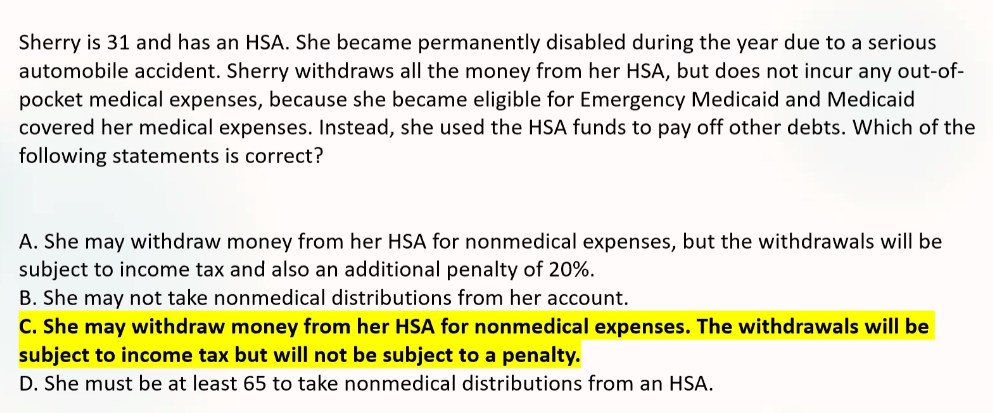 Sherry is 31 and has an HSA. She became permanently disabled during the year due to a serious
automobile accident. Sherry withdraws all the money from her HSA, but does not incur any out-of-
pocket medical expenses, because she became eligible for Emergency Medicaid and Medicaid
covered her medical expenses. Instead, she used the HSA funds to pay off other debts. Which of the
following statements is correct?
A. She may withdraw money from her HSA for nonmedical expenses, but the withdrawals will be
subject to income tax and also an additional penalty of 20%.
B. She may not take nonmedical distributions from her account.
C. She may withdraw money from her HSA for nonmedical expenses. The withdrawals will be
subject to income tax but will not be subject to a penalty.
D. She must be at least 65 to take nonmedical distributions from an HSA.